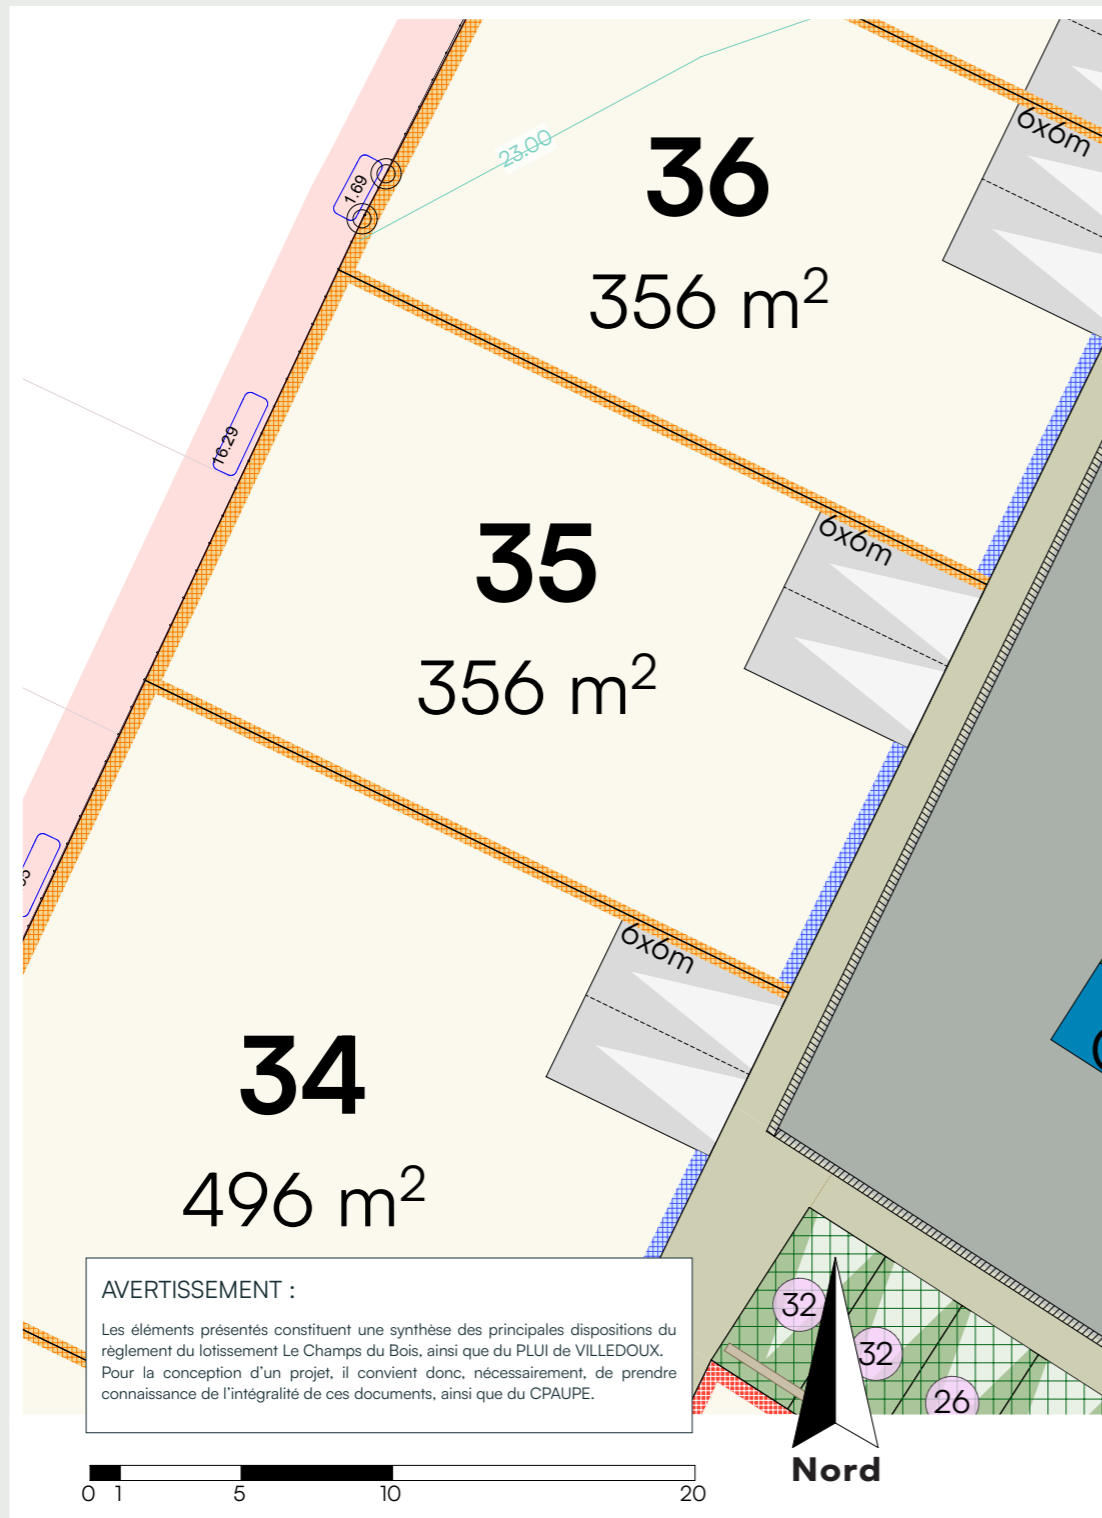 6x6m
23.00
36
1.69
356 m²
16.29
35
6x6m
356 m²
6x6m
34
496 m²
AVERTISSEMENT :
Les éléments présentés constituent une synthèse des principales dispositions du
règlement du lotissement Le Champs du Bois, ainsi que du PLUI de VILLEDOUX.
Pour la conception d'un projet, il convient donc, nécessairement, de prendre
connaissance de l'intégralité de ces documents, ainsi que du CPAUPE.
32
32
26
Nord
0 1 5 10 20